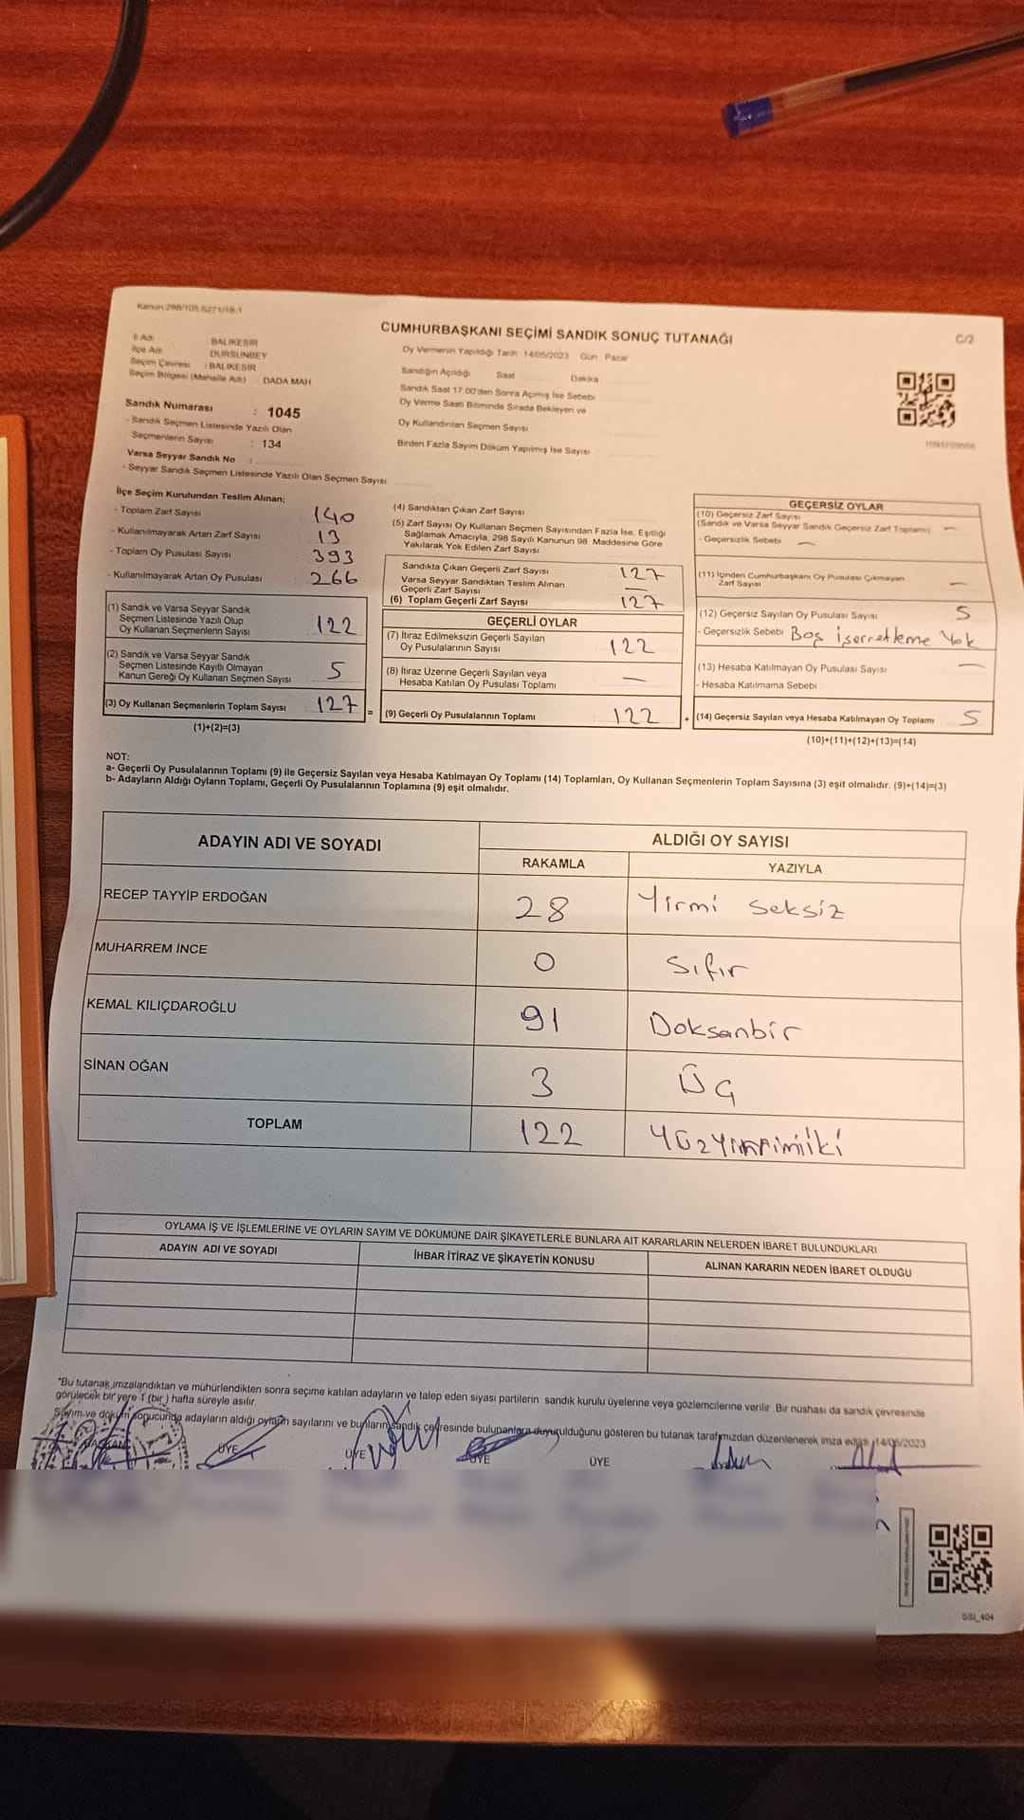 Kanun:298/105.6271/18-1
CUMHURBAŞKANI SEÇİMİ SANDIK SONUÇ TUTANAĞI
C/2
İl Adı : BALIKESİR
İlçe Adı : DURSUNBEY
Seçim Çevresi : BALIKESİR
Seçim Bölgesi (Mahalle Adı) : DADA MAH
Oy Vermenin Yapıldığı Tarih 14/05/2023 Gün Pazar
Sandığın Açıldığı Saat Dakika
Sandık Saat 17.00'den Sonra Açılmış İse Sebebi
Oy Verme Saati Bitiminde Sırada Bekleyen ve
Oy Kullandırılan Seçmen Sayısı
Birden Fazla Sayım Döküm Yapılmış İse Sayısı
Sandık Numarası : 1045
- Sandık Seçmen Listesinde Yazılı Olan
Seçmenlerin Sayısı : 134
Varsa Seyyar Sandık No :
- Seyyar Sandık Seçmen Listesinde Yazılı Olan Seçmen Sayısı
İlçe Seçim Kurulundan Teslim Alınan;
- Toplam Zarf Sayısı 140
- Kullanılmayarak Artan Zarf Sayısı 13
- Toplam Oy Pusulası Sayısı 393
- Kullanılmayarak Artan Oy Pusulası 266
(1) Sandık ve Varsa Seyyar Sandık
Seçmen Listesinde Yazılı Olup
Oy Kullanan Seçmenlerin Sayısı 122
(2) Sandık ve Varsa Seyyar Sandık
Seçmen Listesinde Kayıtlı Olmayan
Kanun Gereği Oy Kullanan Seçmen Sayısı 5
(3) Oy Kullanan Seçmenlerin Toplam Sayısı 127 =
(1)+(2)=(3)
(4) Sandıktan Çıkan Zarf Sayısı
(5) Zarf Sayısı Oy Kullanan Seçmen Sayısından Fazla İse, Eşitliği
Sağlamak Amacıyla, 298 Sayılı Kanunun 98. Maddesine Göre
Yakılarak Yok Edilen Zarf Sayısı
Sandıkta Çıkan Geçerli Zarf Sayısı 127
Varsa Seyyar Sandıktan Teslim Alınan
Geçerli Zarf Sayısı —
(6) Toplam Geçerli Zarf Sayısı 127
GEÇERLİ OYLAR
(7) İtiraz Edilmeksizin Geçerli Sayılan
Oy Pusulalarının Sayısı 122
(8) İtiraz Üzerine Geçerli Sayılan veya
Hesaba Katılan Oy Pusulası Toplamı —
(9) Geçerli Oy Pusulalarının Toplamı 122 +
GEÇERSİZ OYLAR
(10) Geçersiz Zarf Sayısı
(Sandık ve Varsa Seyyar Sandık Geçersiz Zarf Toplamı) —
- Geçersizlik Sebebi —
(11) İçinden Cumhurbaşkanı Oy Pusulası Çıkmayan
Zarf Sayısı —
(12) Geçersiz Sayılan Oy Pusulası Sayısı 5
- Geçersizlik Sebebi Boş işerretleme Yok
(13) Hesaba Katılmayan Oy Pusulası Sayısı —
- Hesaba Katılmama Sebebi
(14) Geçersiz Sayılan veya Hesaba Katılmayan Oy Toplamı 5
(10)+(11)+(12)+(13)=(14)
NOT:
a- Geçerli Oy Pusulalarının Toplamı (9) ile Geçersiz Sayılan veya Hesaba Katılmayan Oy Toplamı (14) Toplamları, Oy Kullanan Seçmenlerin Toplam Sayısına (3) eşit olmalıdır. (9)+(14)=(3)
b- Adayların Aldığı Oyların Toplamı, Geçerli Oy Pusulalarının Toplamına (9) eşit olmalıdır.
ADAYIN ADI VE SOYADI
ALDIĞI OY SAYISI
RAKAMLA YAZIYLA
RECEP TAYYİP ERDOĞAN 28 Yirmi seksiz
MUHARREM İNCE 0 Sıfır
KEMAL KILIÇDAROĞLU 91 Doksanbir
SİNAN OĞAN 3 ÜÇ
TOPLAM 122 YÜZYİRMİİKİ
OYLAMA İŞ VE İŞLEMLERİNE VE OYLARIN SAYIM VE DÖKÜMÜNE DAİR ŞİKAYETLERLE BUNLARA AİT KARARLARIN NELERDEN İBARET BULUNDUKLARI
ADAYIN ADI VE SOYADI
İHBAR İTİRAZ VE ŞİKAYETİN KONUSU
ALINAN KARARIN NEDEN İBARET OLDUĞU
"Bu tutanak imzalandıktan ve mühürlendikten sonra seçime katılan adayların ve talep eden siyasi partilerin sandık kurulu üyelerine veya gözlemcilerine verilir. Bir nüshası da sandık çevresinde
görülecek bir yere 1 (bir ) hafta süreyle asılır.
Sayım ve döküm sonucunda adayların aldığı oyların sayılarını ve bunların sandık çevresinde bulunanlara duyurulduğunu gösteren bu tutanak tarafımızdan düzenlenerek imza edildi 14/05/2023
BAŞKAN ÜYE ÜYE ÜYE ÜYE
SSI_404